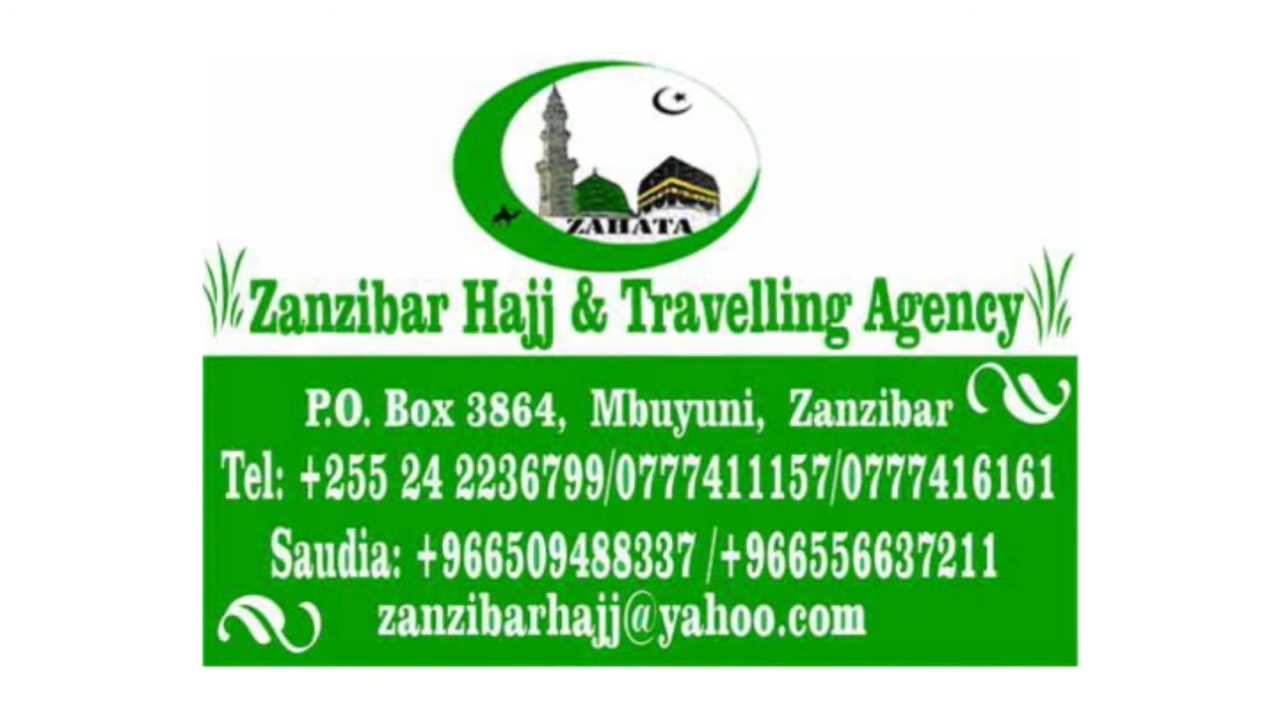 ZAHATA
Zanzibar Hajj & Travelling Agency
P.O. Box 3864, Mbuyuni, Zanzibar
Tel: +255 24 2236799/0777411157/0777416161
Saudia: +966509488337 /+966556637211
zanzibarhajj@yahoo.com